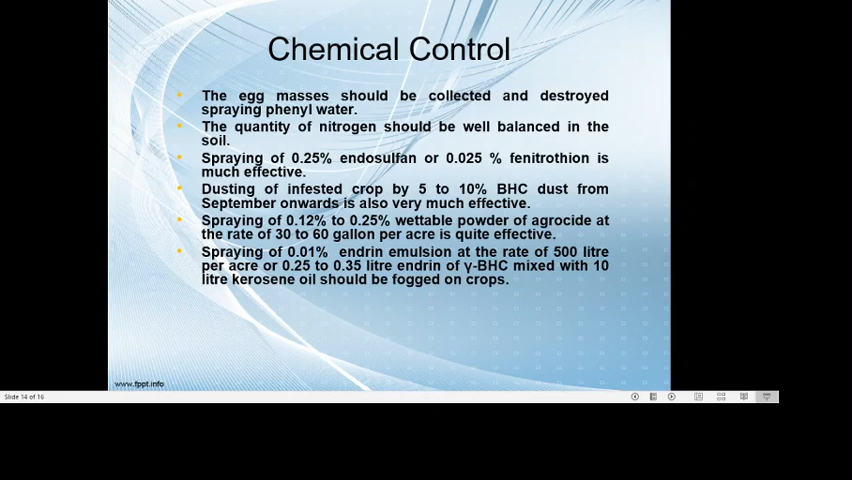 Chemical Control
The egg masses should be collected and destroyed
spraying phenyl water.
The quantity of nitrogen should be well balanced in the
soil.
Spraying of 0.25% endosulfan or 0.025 % fenitrothion is
much effective.
Dusting of infested crop by 5 to 10% BHC dust from
September onwards is also very much effective.
Spraying of 0.12% to 0.25% wettable powder of agrocide at
the rate of 30 to 60 gallon per acre is quite effective.
Spraying of 0.01% endrin emulsion at the rate of 500 litre
per acre or 0.25 to 0.35 litre endrin of γ-BHC mixed with 10
litre kerosene oil should be fogged on crops.
www.fppt.info
Slide 14 of 16